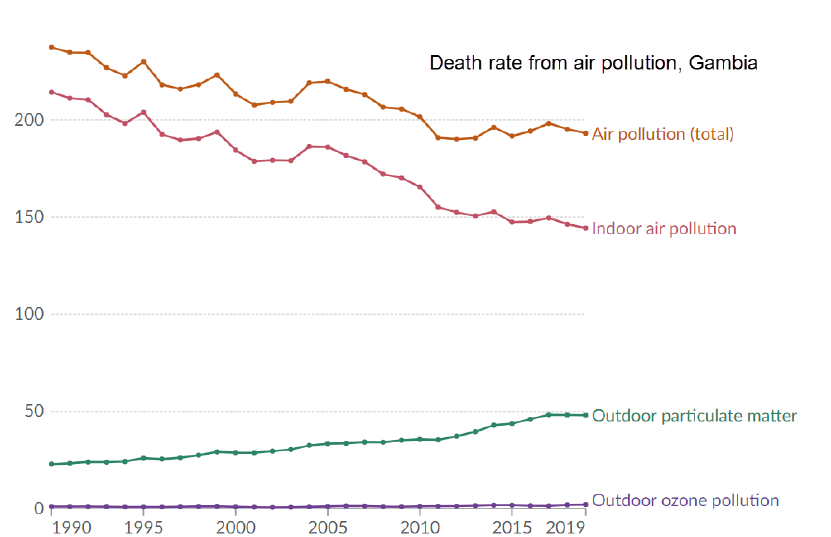 Death rate from air pollution, Gambia
200
Air pollution (total)
150
Indoor air pollution
100
50
Outdoor particulate matter
0
Outdoor ozone pollution
1990 1995 2000 2005 2010 2015 2019